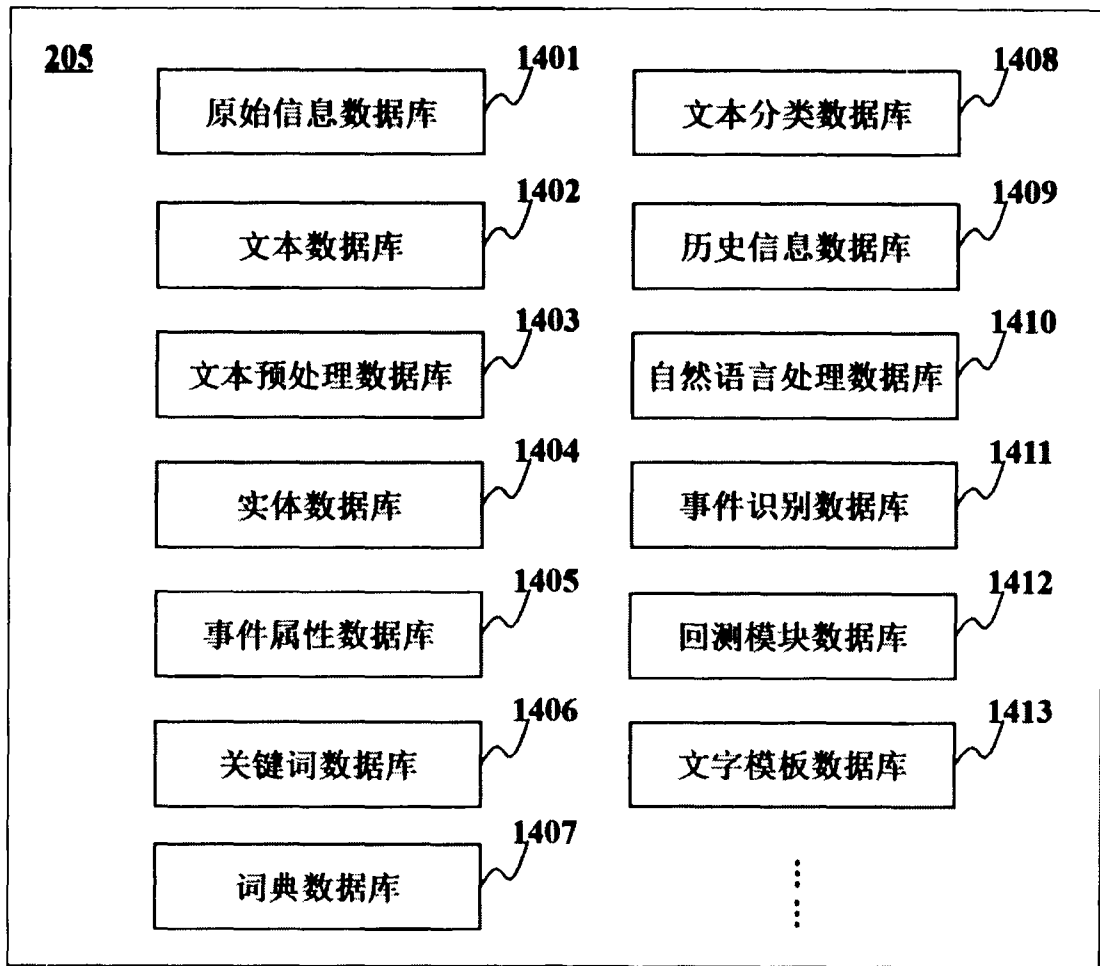 205
1401
原始信息数据库
1402
文本数据库
1403
文本预处理数据库
1404
实体数据库
1405
事件属性数据库
1406
关键词数据库
1407
词典数据库
1408
文本分类数据库
1409
历史信息数据库
1410
自然语言处理数据库
1411
事件识别数据库
1412
回测模块数据库
1413
文字模板数据库